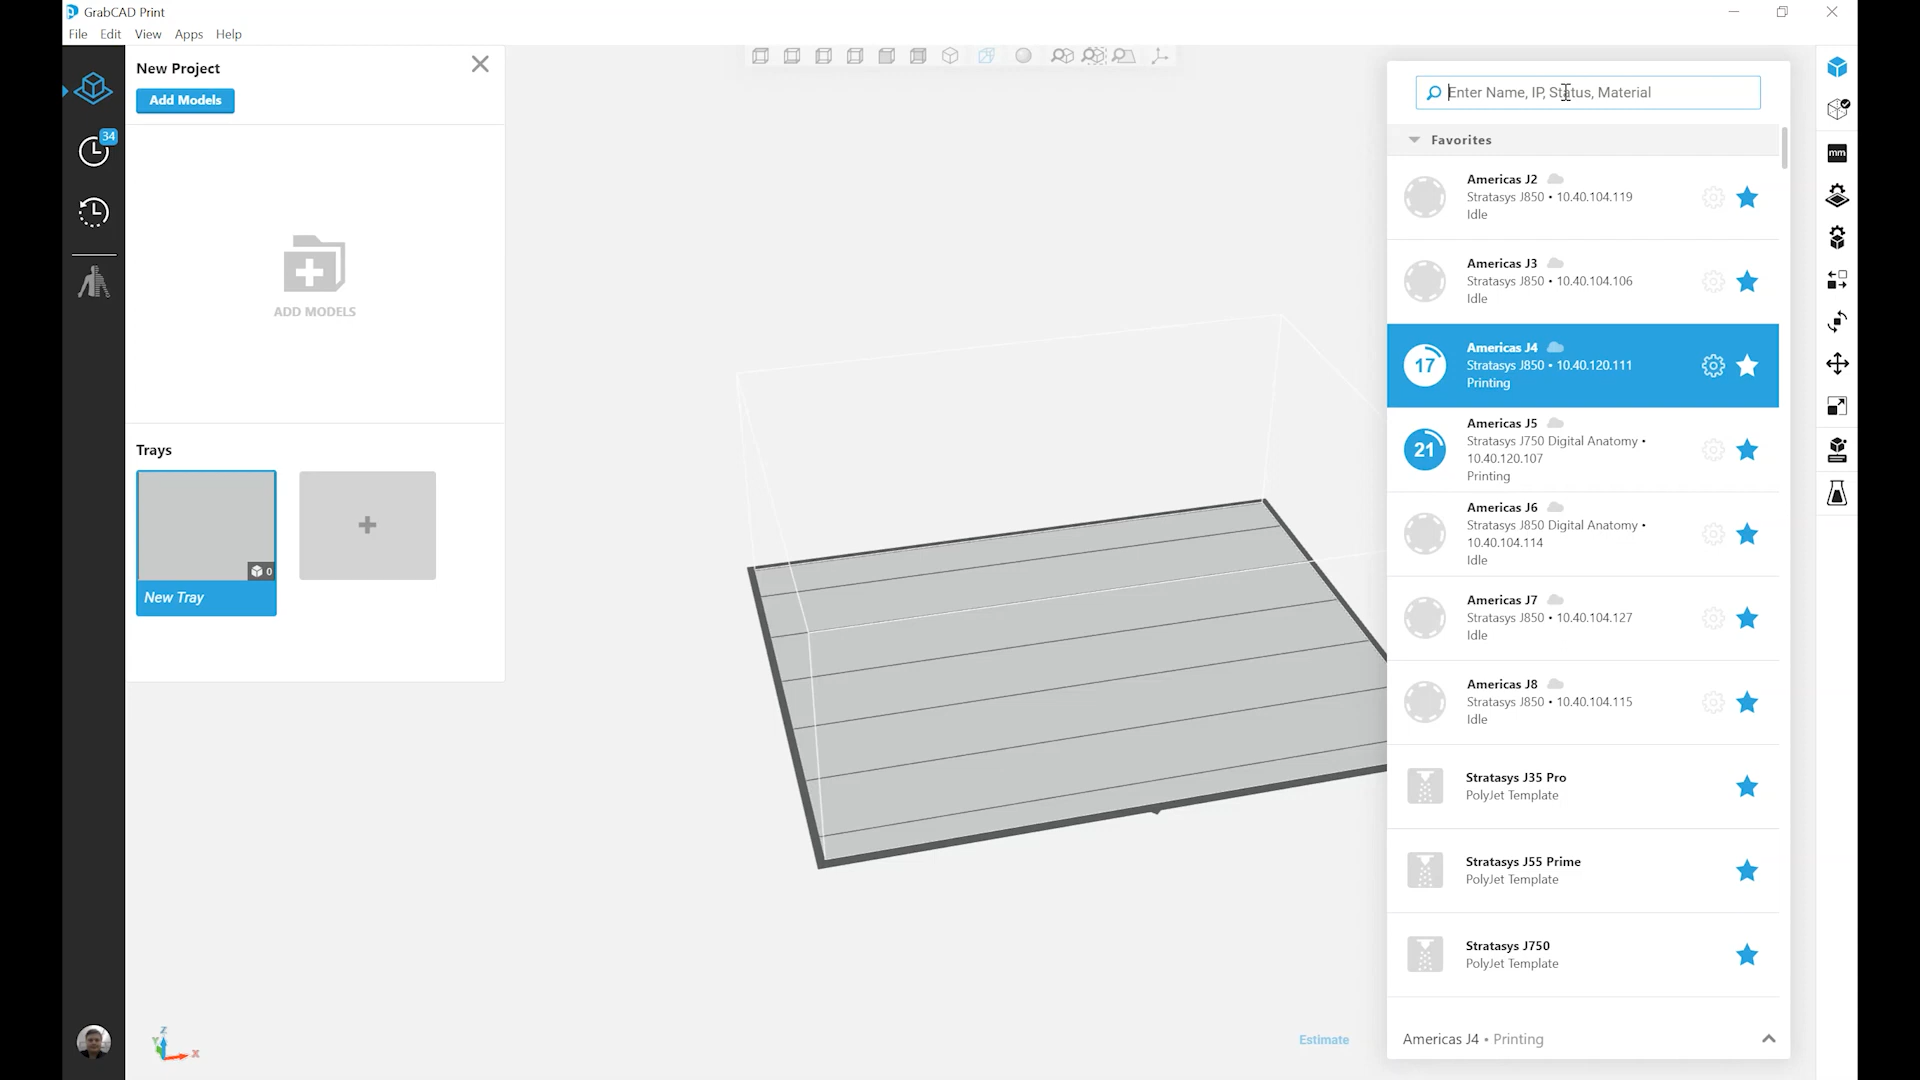 GrabCAD Print
File Edit View Apps Help
New Project
Add Models
34
ADD MODELS
Trays
0
New Tray
Z
Y
X
Enter Name, IP, Status, Material
Favorites
Americas J2
Stratasys J850 • 10.40.104.119
Idle
Americas J3
Stratasys J850 • 10.40.104.106
Idle
17
Americas J4
Stratasys J850 • 10.40.120.111
Printing
21
Americas J5
Stratasys J750 Digital Anatomy •
10.40.120.107
Printing
Americas J6
Stratasys J850 Digital Anatomy •
10.40.104.114
Idle
Americas J7
Stratasys J850 • 10.40.104.127
Idle
Americas J8
Stratasys J850 • 10.40.104.115
Idle
Stratasys J35 Pro
PolyJet Template
Stratasys J55 Prime
PolyJet Template
Stratasys J750
PolyJet Template
Estimate
Americas J4 • Printing
mm